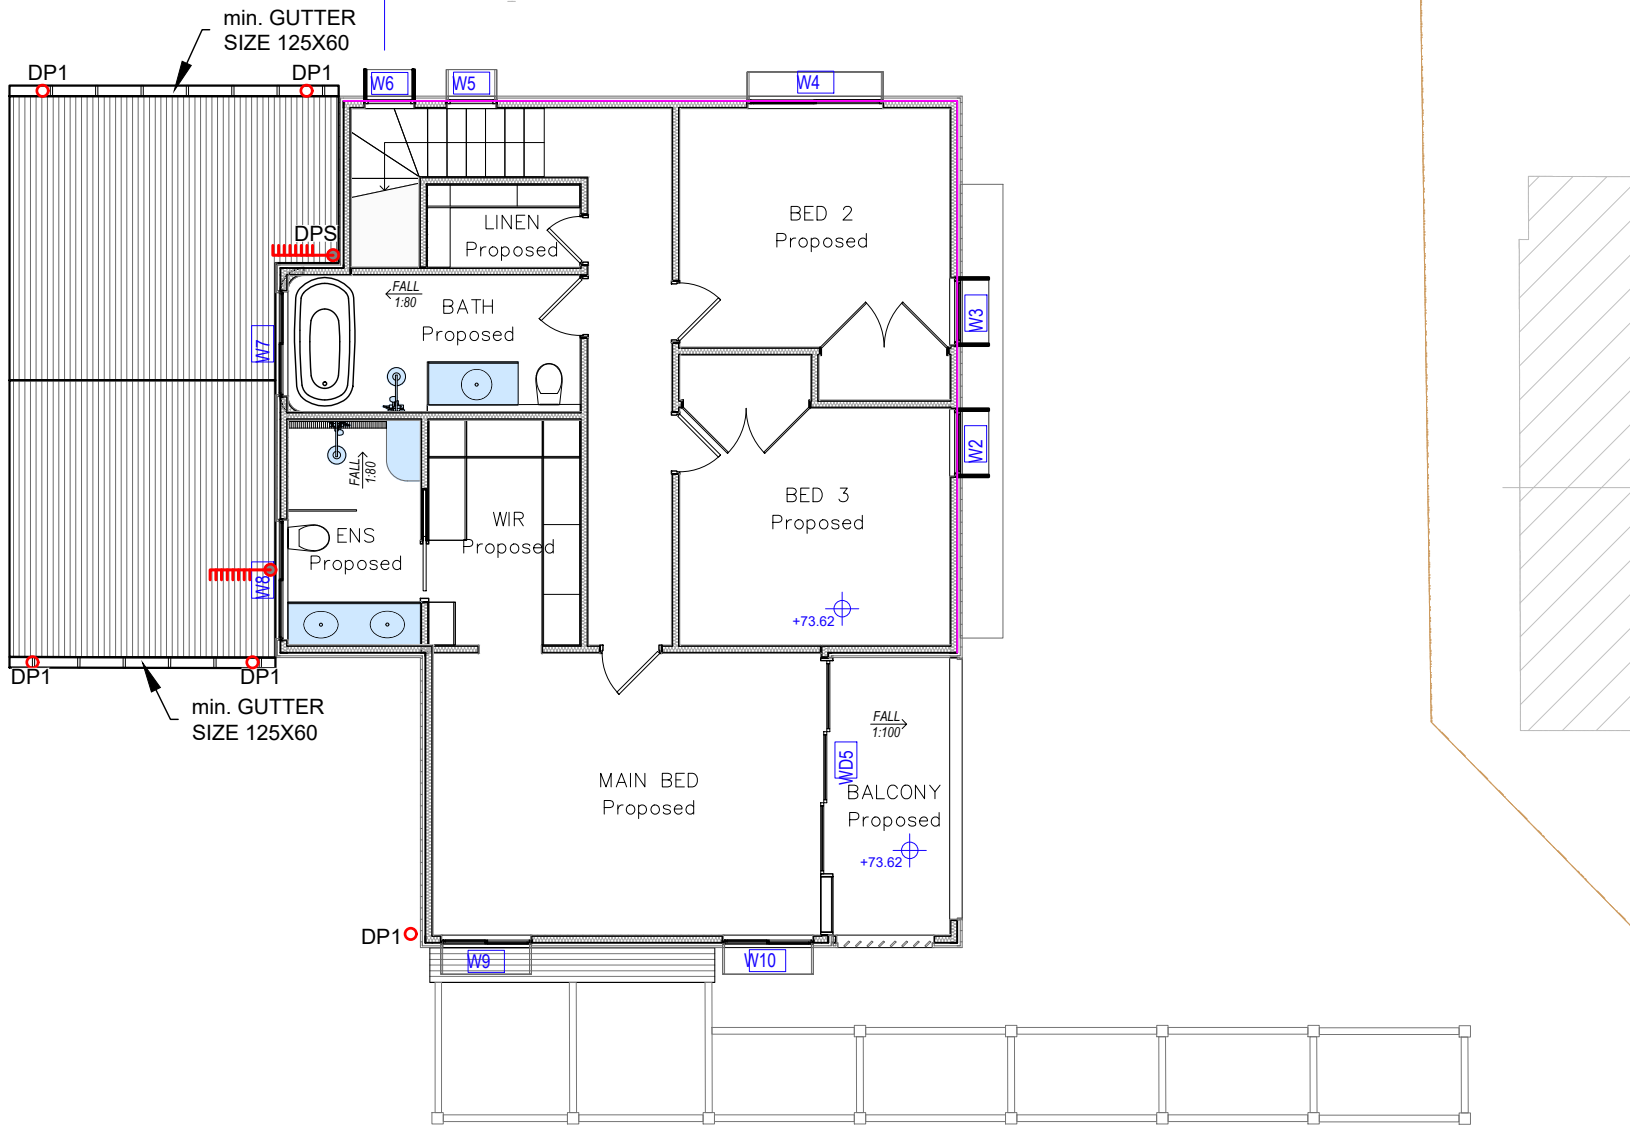 min. GUTTER
SIZE 125X60
DP1
DP1
W6
W5
W4
LINEN
Proposed
BED 2
Proposed
DPS
FALL
1:80
BATH
Proposed
W7
W3
W2
FALL
1:80
BED 3
Proposed
WIR
Proposed
ENS
Proposed
W8
+73.62
DP1
DP1
min. GUTTER
SIZE 125X60
FALL
1:100
WD5
MAIN BED
Proposed
BALCONY
Proposed
+73.62
DP1
W9
W10